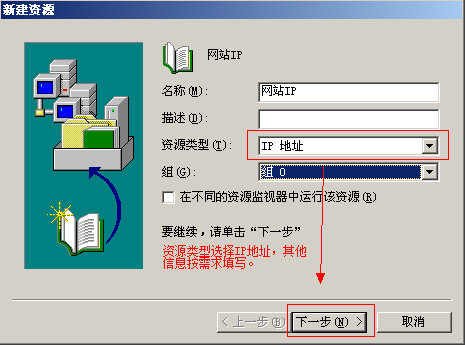 新建资源
网站IP
名称(M): 网站IP
描述(D):
资源类型(T): IP 地址
组(G): 组 0
在不同的资源监视器中运行该资源(R)
要继续，请单击“下一步”
资源类型选择IP地址，其他
信息按需求填写。
< 上一步(B) 下一步(N) > 取消